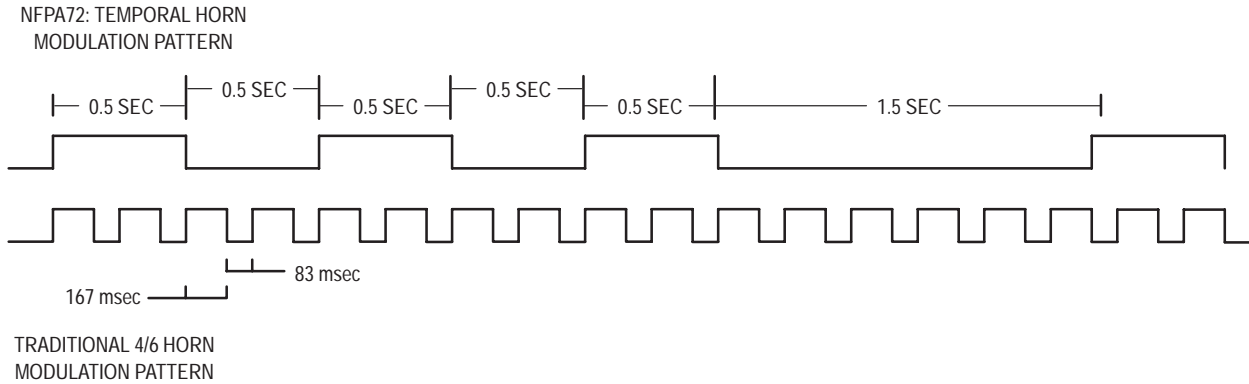 NFPA72: TEMPORAL HORN
MODULATION PATTERN
0.5 SEC
0.5 SEC
0.5 SEC
0.5 SEC
0.5 SEC
1.5 SEC
83 msec
167 msec
TRADITIONAL 4/6 HORN
MODULATION PATTERN